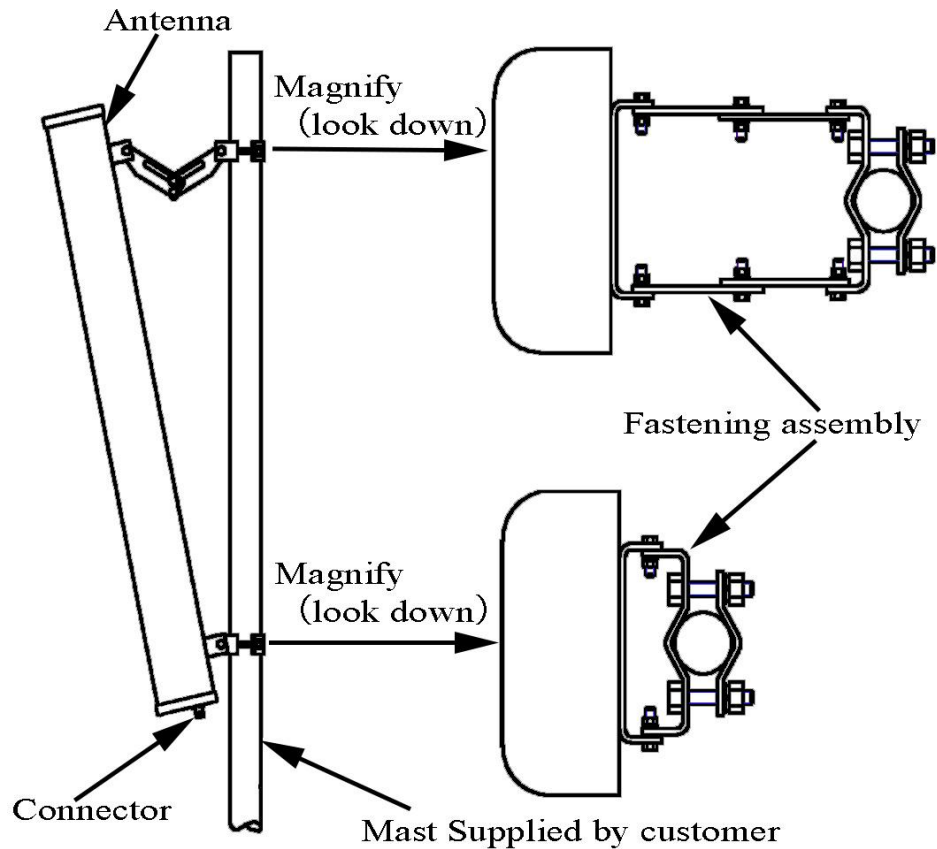 Antenna
Magnify
（look down）
Fastening assembly
Magnify
（look down）
Connector
Mast Supplied by customer